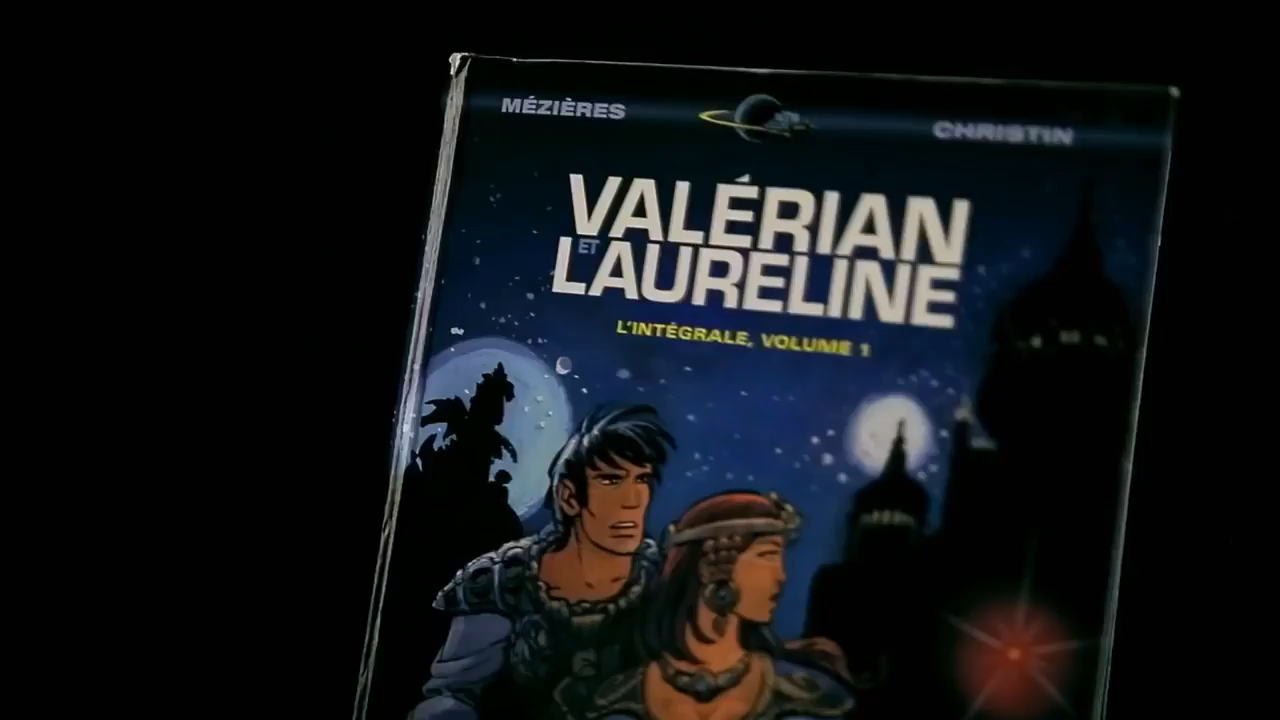 MÉZIÈRES CHRISTIN
VALÉRIAN
ET
LAURELINE
L'INTÉGRALE, VOLUME 1